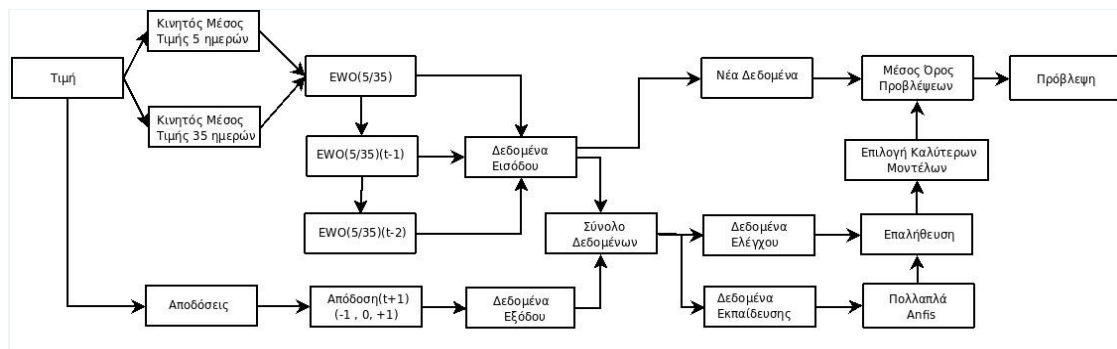 Κινητός Μέσος
Τιμής 5 ημερών
Τιμή
Κινητός Μέσος
Τιμής 35 ημερών
EWO(5/35)
EWO(5/35)(t-1)
EWO(5/35)(t-2)
Δεδομένα
Εισόδου
Νέα Δεδομένα
Μέσος Όρος
Προβλέψεων
Πρόβλεψη
Επιλογή Καλύτερων
Μοντέλων
Σύνολο
Δεδομένων
Δεδομένα
Ελέγχου
Επαλήθευση
Αποδόσεις
Απόδοση(t+1)
(-1 , 0, +1)
Δεδομένα
Εξόδου
Δεδομένα
Εκπαίδευσης
Πολλαπλά
Anfis